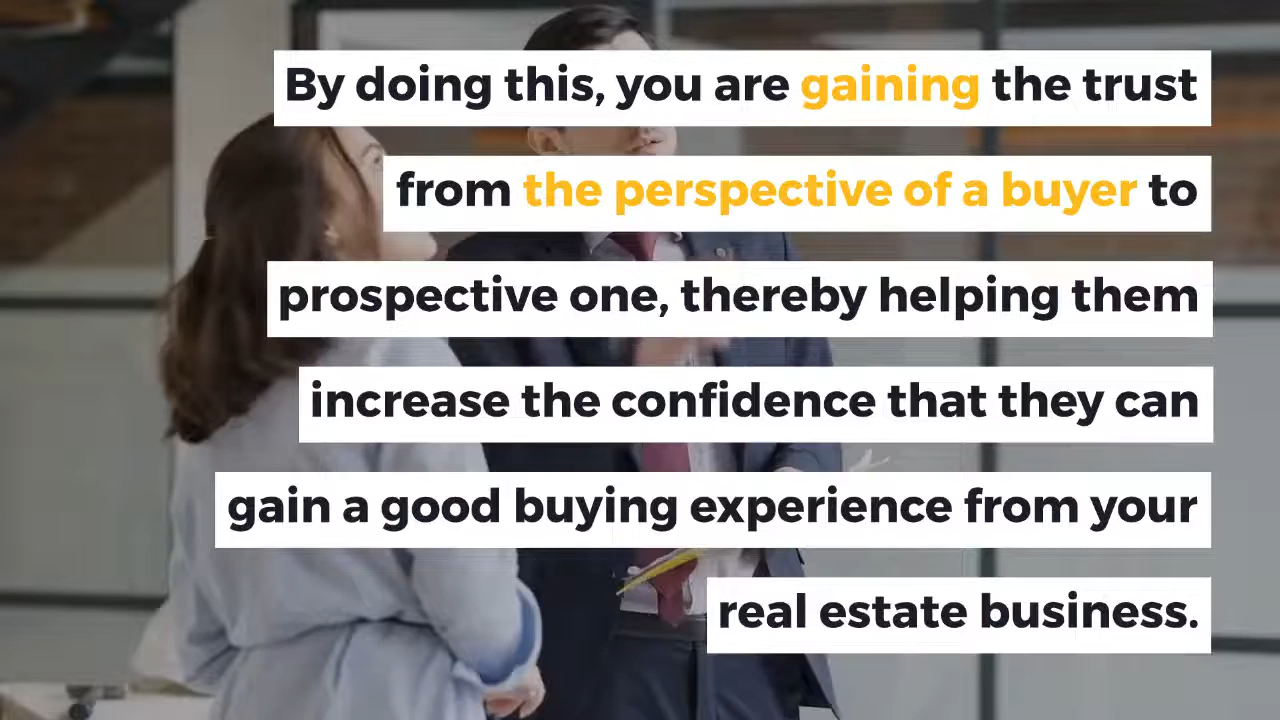 By doing this, you are gaining the trust
from the perspective of a buyer to
prospective one, thereby helping them
increase the confidence that they can
gain a good buying experience from your
real estate business.